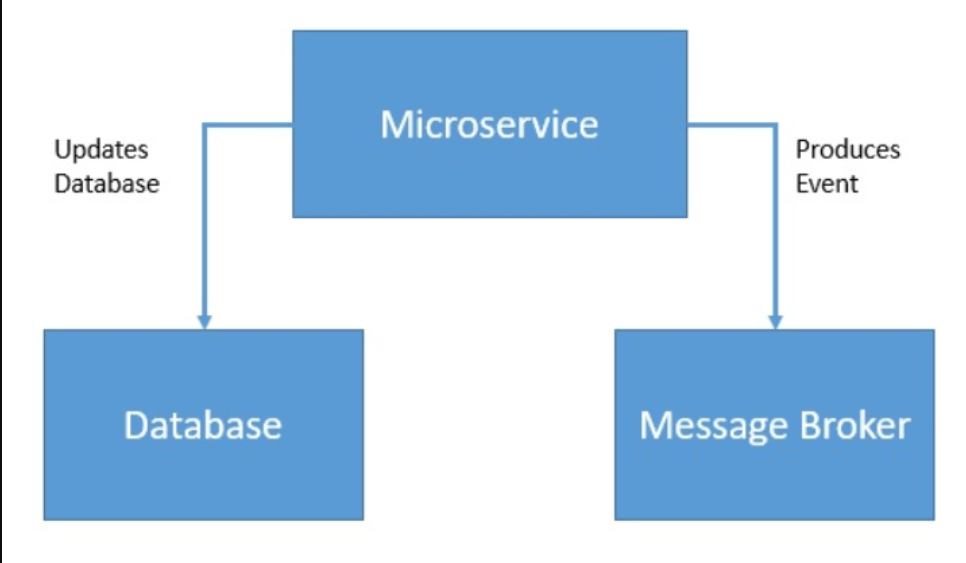 Microservice
Updates
Database
Produces
Event
Database
Message Broker